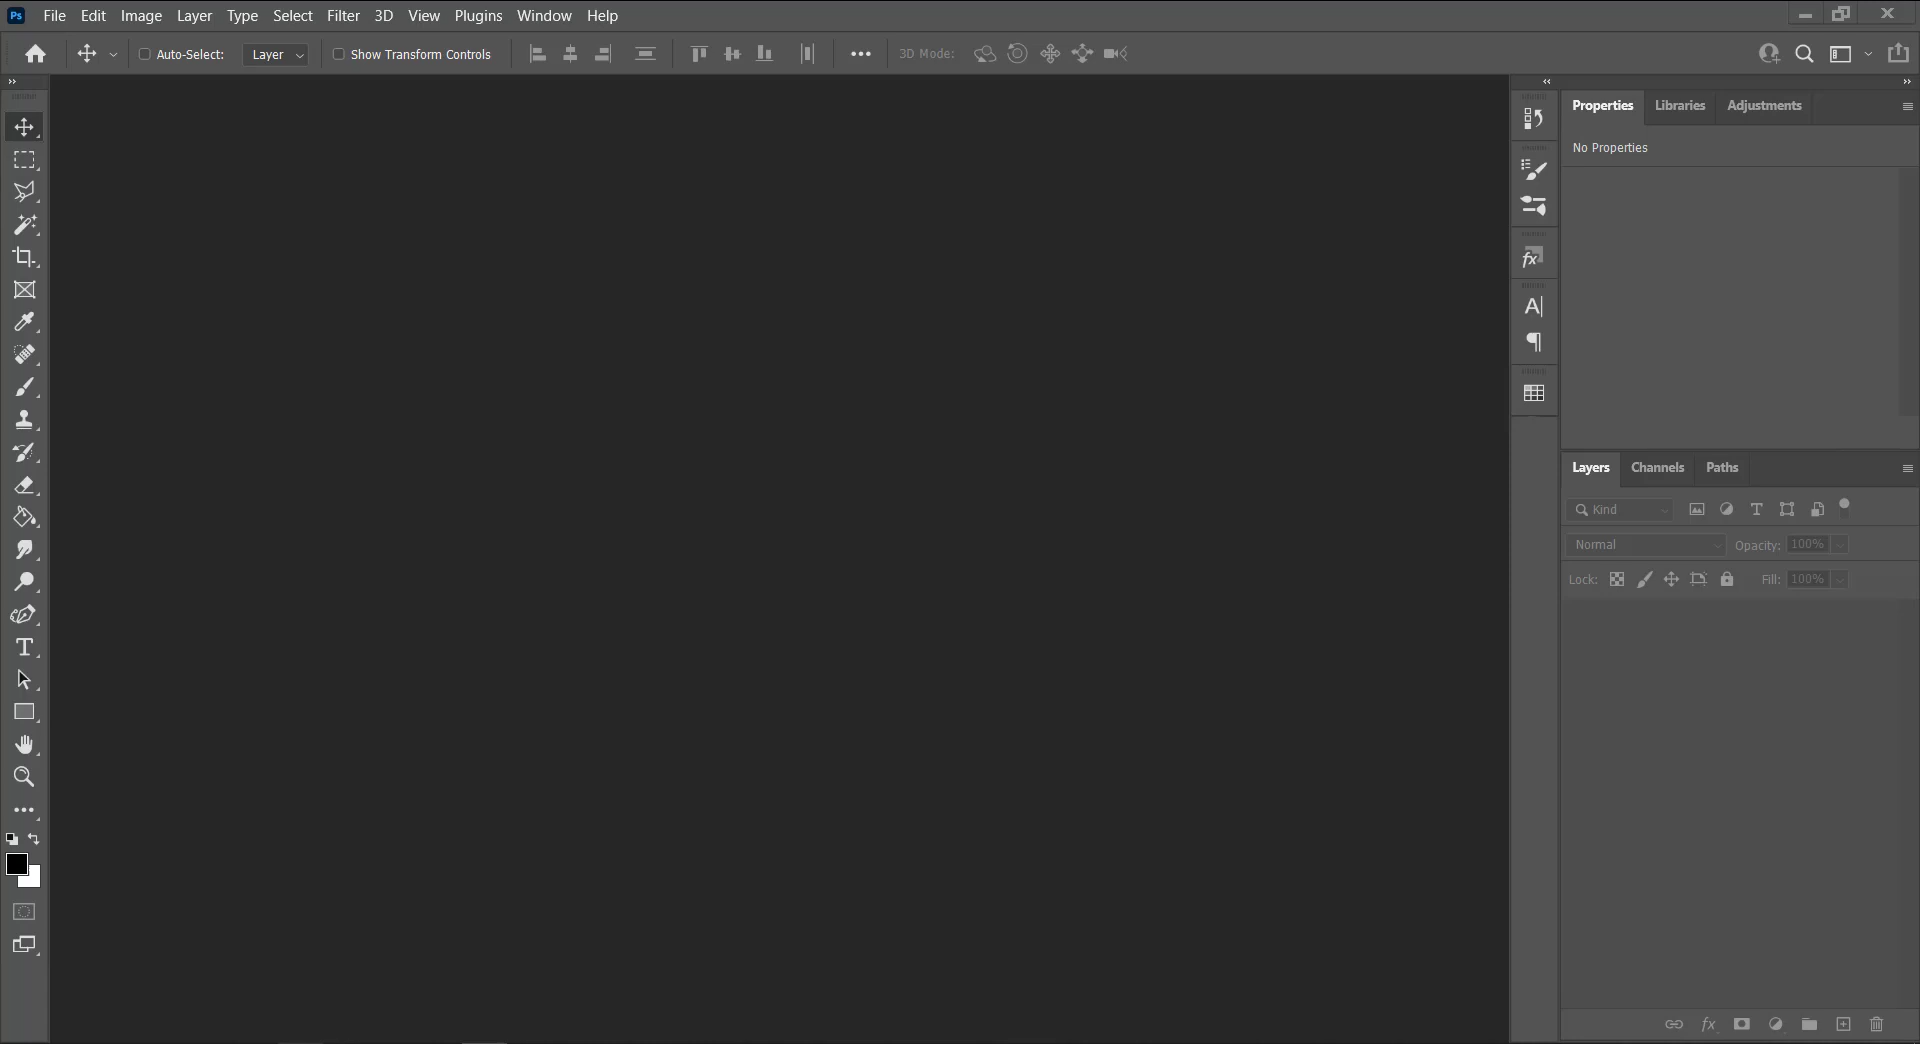 Ps File Edit Image Layer Type Select Filter 3D View Plugins Window Help
Auto-Select: Layer Show Transform Controls 3D Mode:
Properties Libraries Adjustments
No Properties
Layers Channels Paths
Kind
Normal Opacity: 100%
Lock: Fill: 100%